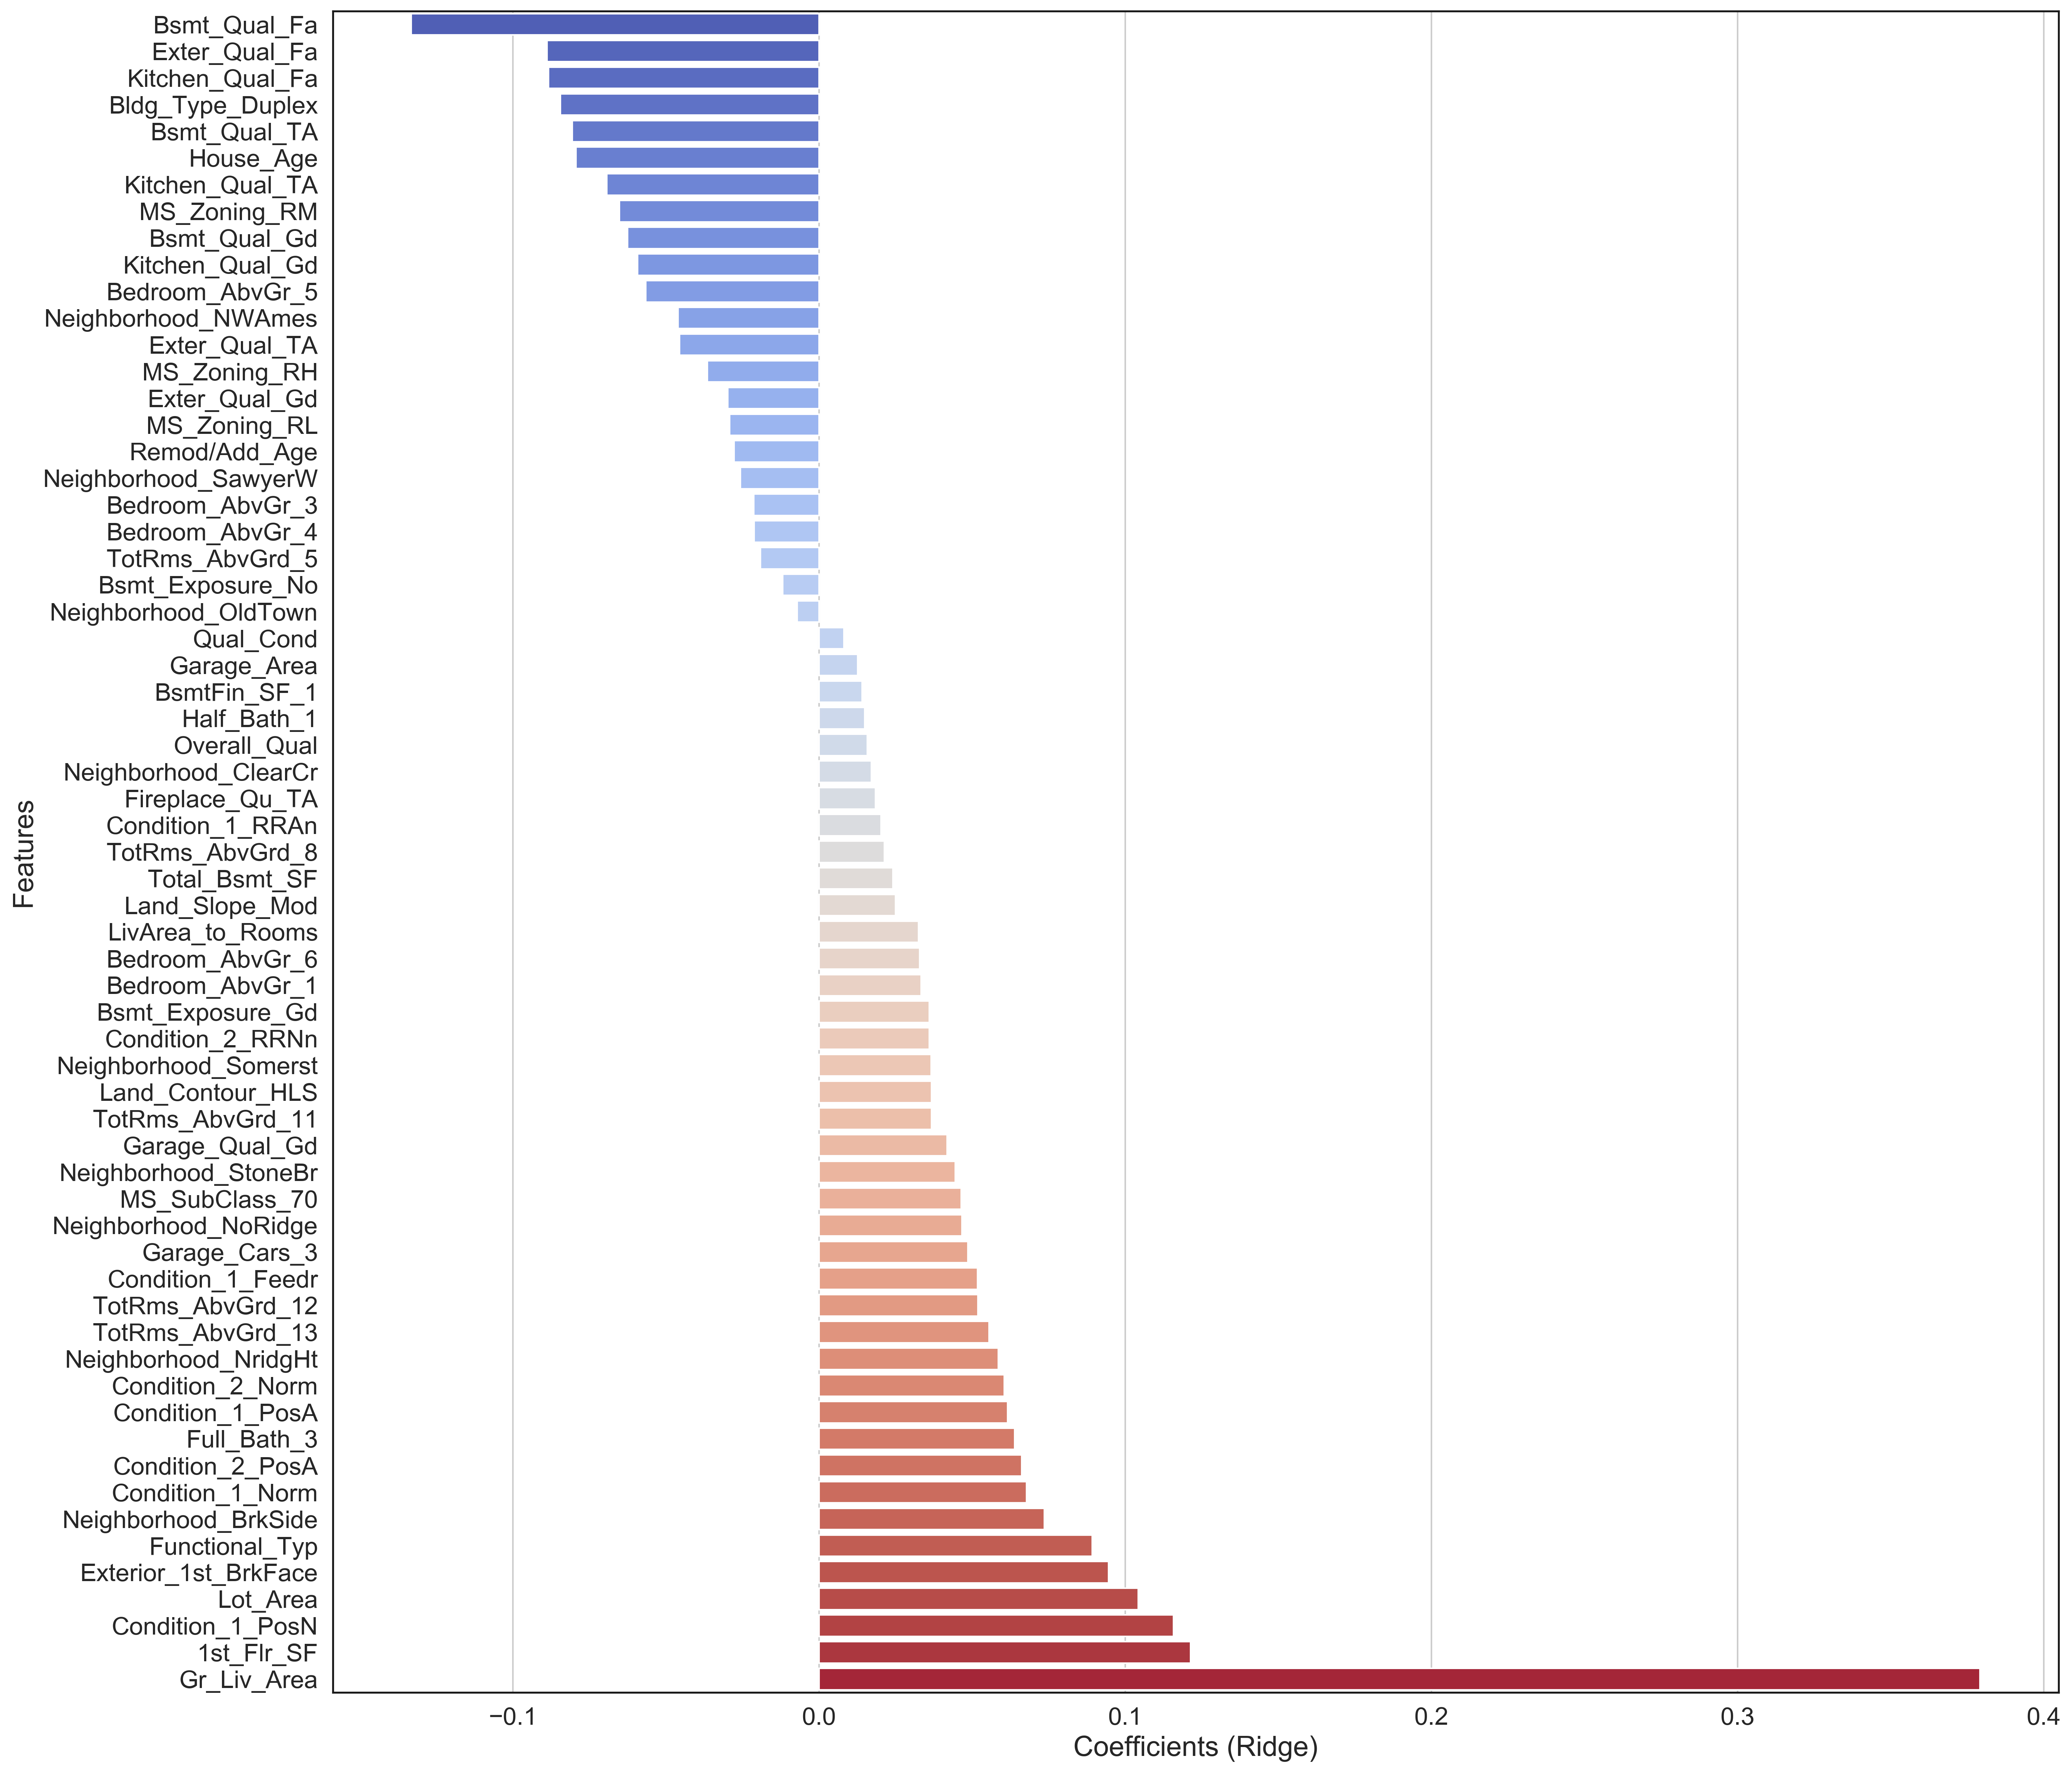 Bsmt_Qual_Fa
Exter_Qual_Fa
Kitchen_Qual_Fa
Bldg_Type_Duplex
Bsmt_Qual_TA
House_Age
Kitchen_Qual_TA
MS_Zoning_RM
Bsmt_Qual_Gd
Kitchen_Qual_Gd
Bedroom_AbvGr_5
Neighborhood_NWAmes
Exter_Qual_TA
MS_Zoning_RH
Exter_Qual_Gd
MS_Zoning_RL
Remod/Add_Age
Neighborhood_SawyerW
Bedroom_AbvGr_3
Bedroom_AbvGr_4
TotRms_AbvGrd_5
Bsmt_Exposure_No
Neighborhood_OldTown
Qual_Cond
Garage_Area
BsmtFin_SF_1
Half_Bath_1
Overall_Qual
Neighborhood_ClearCr
Fireplace_Qu_TA
Condition_1_RRAn
TotRms_AbvGrd_8
Total_Bsmt_SF
Land_Slope_Mod
LivArea_to_Rooms
Bedroom_AbvGr_6
Bedroom_AbvGr_1
Bsmt_Exposure_Gd
Condition_2_RRNn
Neighborhood_Somerst
Land_Contour_HLS
TotRms_AbvGrd_11
Garage_Qual_Gd
Neighborhood_StoneBr
MS_SubClass_70
Neighborhood_NoRidge
Garage_Cars_3
Condition_1_Feedr
TotRms_AbvGrd_12
TotRms_AbvGrd_13
Neighborhood_NridgHt
Condition_2_Norm
Condition_1_PosA
Full_Bath_3
Condition_2_PosA
Condition_1_Norm
Neighborhood_BrkSide
Functional_Typ
Exterior_1st_BrkFace
Lot_Area
Condition_1_PosN
1st_Flr_SF
Gr_Liv_Area
Features
−0.1 0.0 0.1 0.2 0.3 0.4
Coefficients (Ridge)